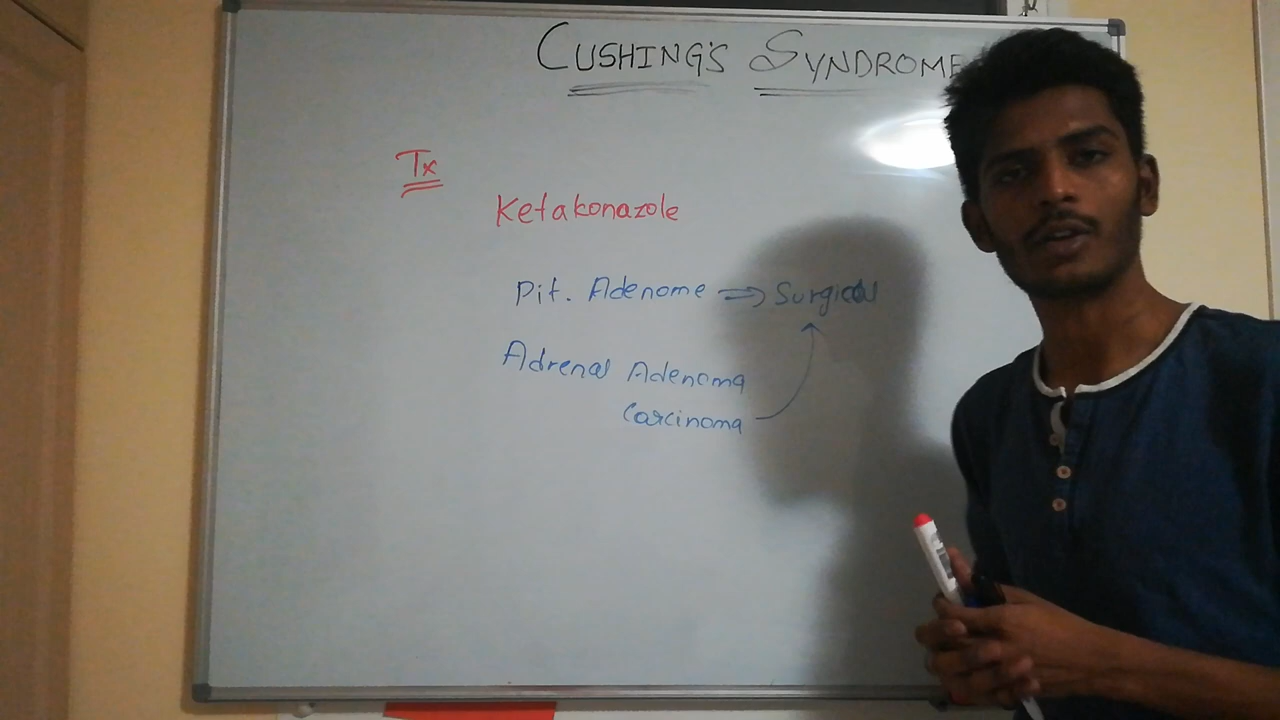 CUSHING'S SYNDROME
Tx
Ketakonazole
Pit. Adenome => Surgical
Adrenal Adenoma
Carcinoma